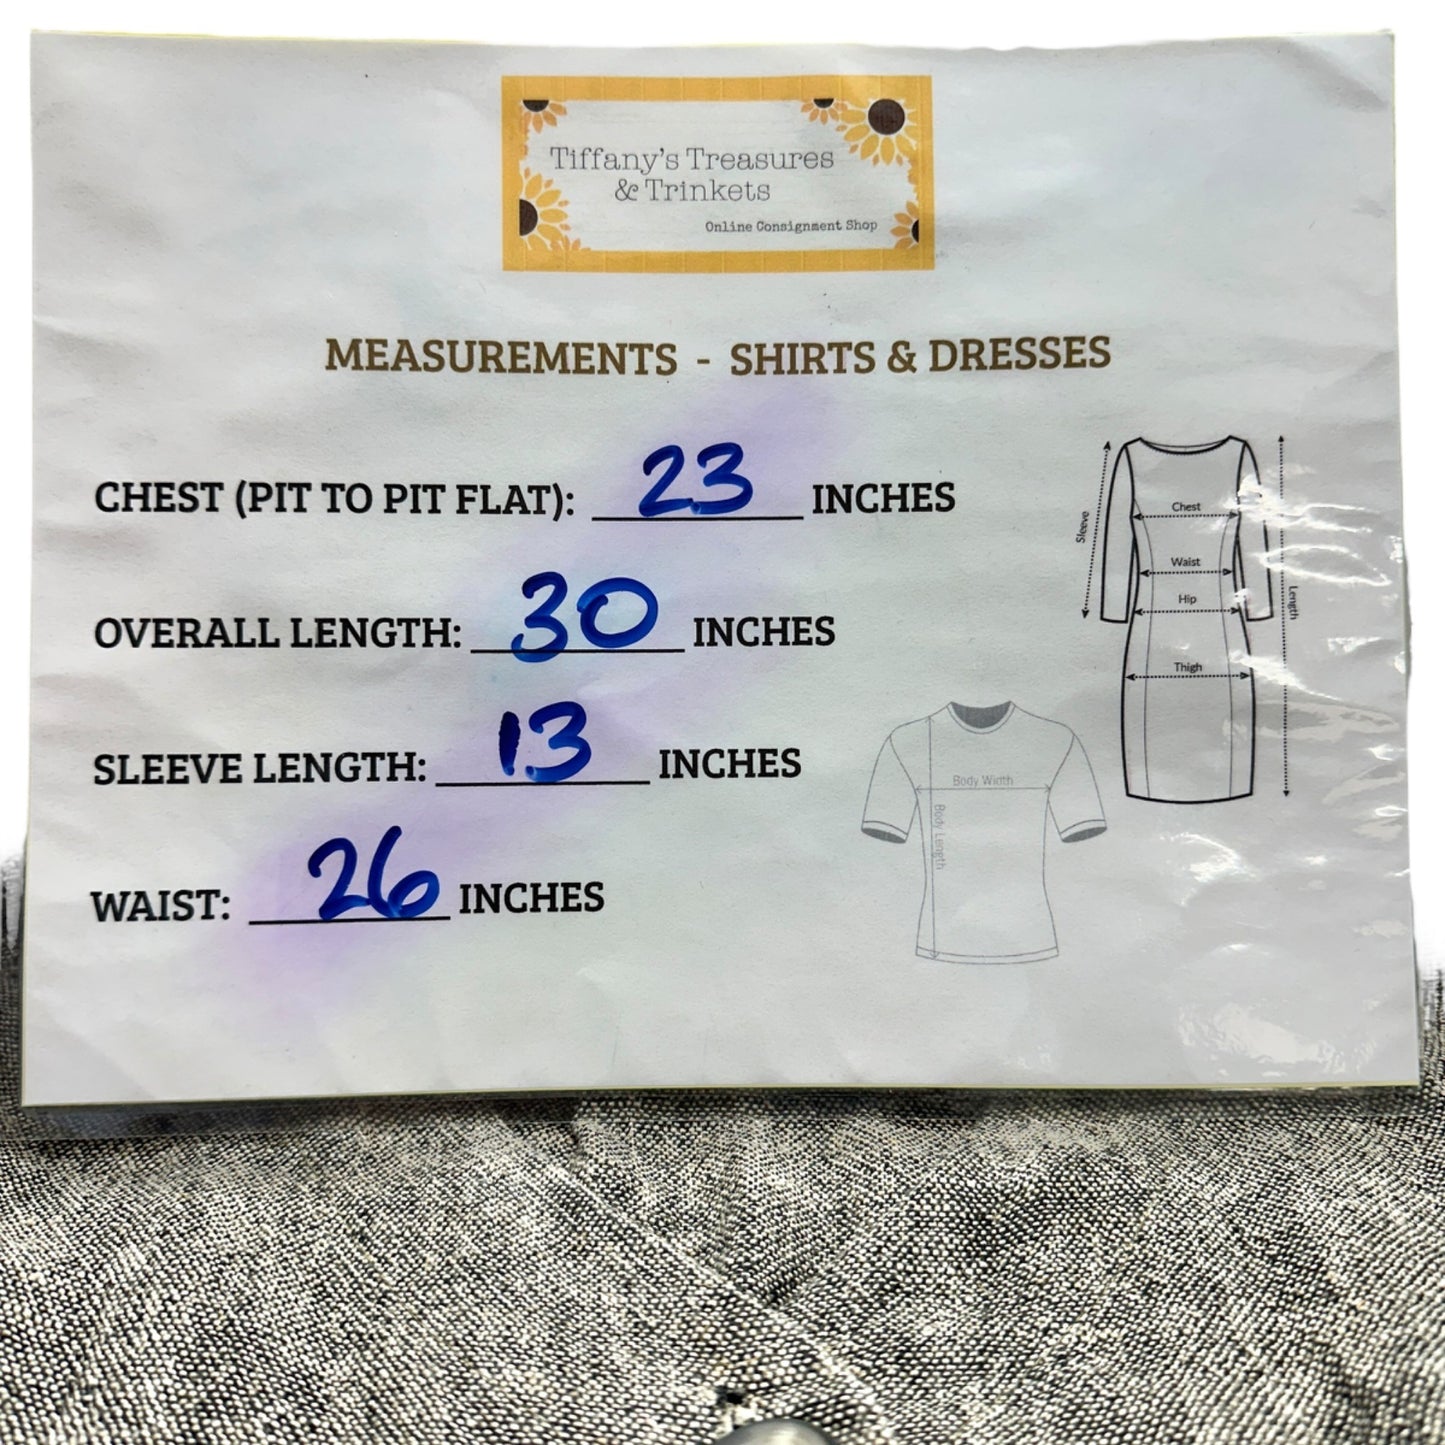 Tiffany's Treasures
& Trinkets
Online Consignment Shop
MEASUREMENTS - SHIRTS & DRESSES
CHEST (PIT TO PIT FLAT): 23 INCHES
OVERALL LENGTH: 30 INCHES
SLEEVE LENGTH: 13 INCHES
WAIST: 26 INCHES
Sleeve
Chest
Waist
Hip
Thigh
Length
Body Width
Body Length